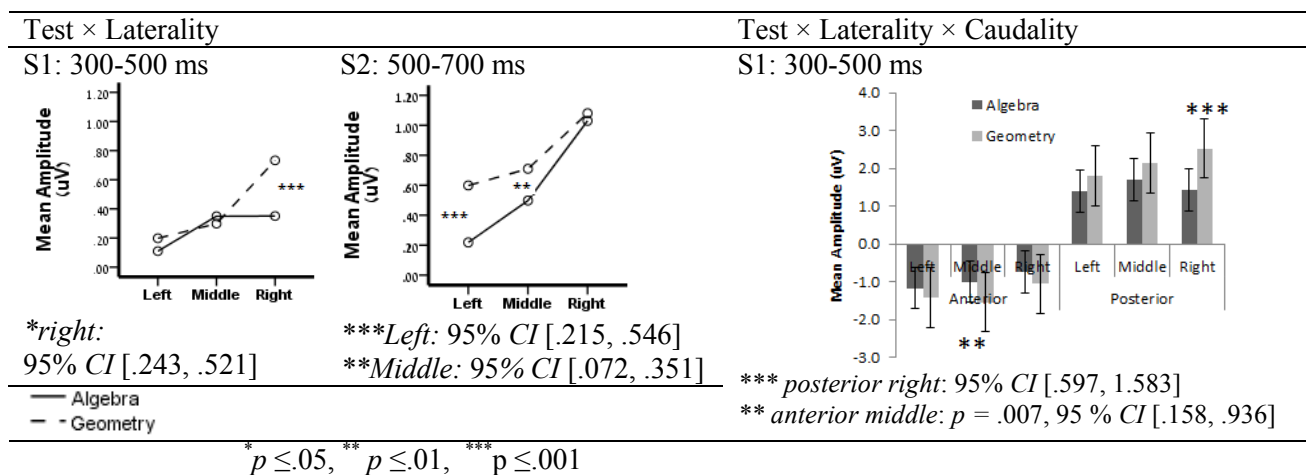 Test × Laterality
Test × Laterality × Caudality
S1: 300-500 ms
S2: 500-700 ms
S1: 300-500 ms
Mean Amplitude (uV)
1.20
1.00
.80
.60
.40
.20
.00
***
Left Middle Right
Mean Amplitude (uV)
1.20
1.00
.80
.60
.40
.20
.00
***
**
Left Middle Right
Mean Amplitude (uV)
4.0
3.0
2.0
1.0
0.0
-1.0
-2.0
-3.0
Algebra
Geometry
***
Left Middle Right Left Middle Right
Anterior Posterior
**
*right:
95% CI [.243, .521]
***Left: 95% CI [.215, .546]
**Middle: 95% CI [.072, .351]
*** posterior right: 95% CI [.597, 1.583]
** anterior middle: p = .007, 95 % CI [.158, .936]
Algebra
Geometry
* p ≤.05, ** p ≤.01, *** p ≤.001